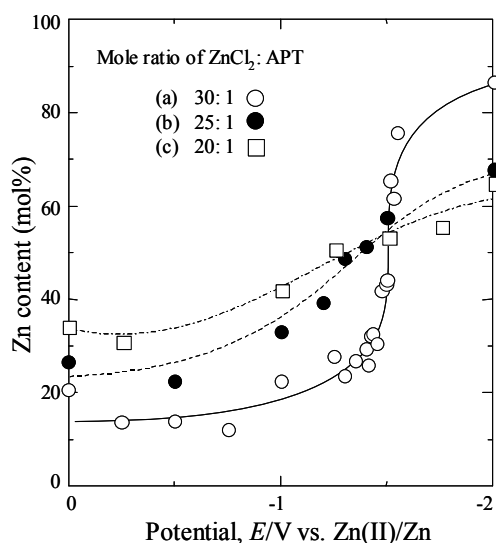 100
Mole ratio of ZnCl2: APT
(a) 30: 1
80
(b) 25: 1
(c) 20: 1
60
40
20
0
Zn content (mol%)
0 -1 -2
Potential, E/V vs. Zn(II)/Zn